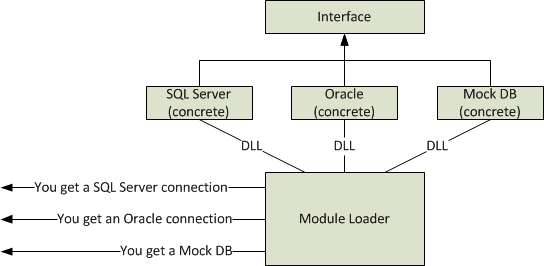 Interface
SQL Server
(concrete)
Oracle
(concrete)
Mock DB
(concrete)
DLL
DLL
DLL
You get a SQL Server connection
You get an Oracle connection
Module Loader
You get a Mock DB